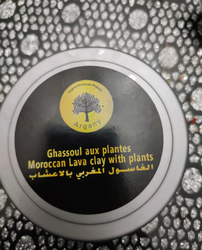 Argany
Ghassoul aux plantes
Moroccan Lava clay with plants
الغاسول المغربي بالاعشاب